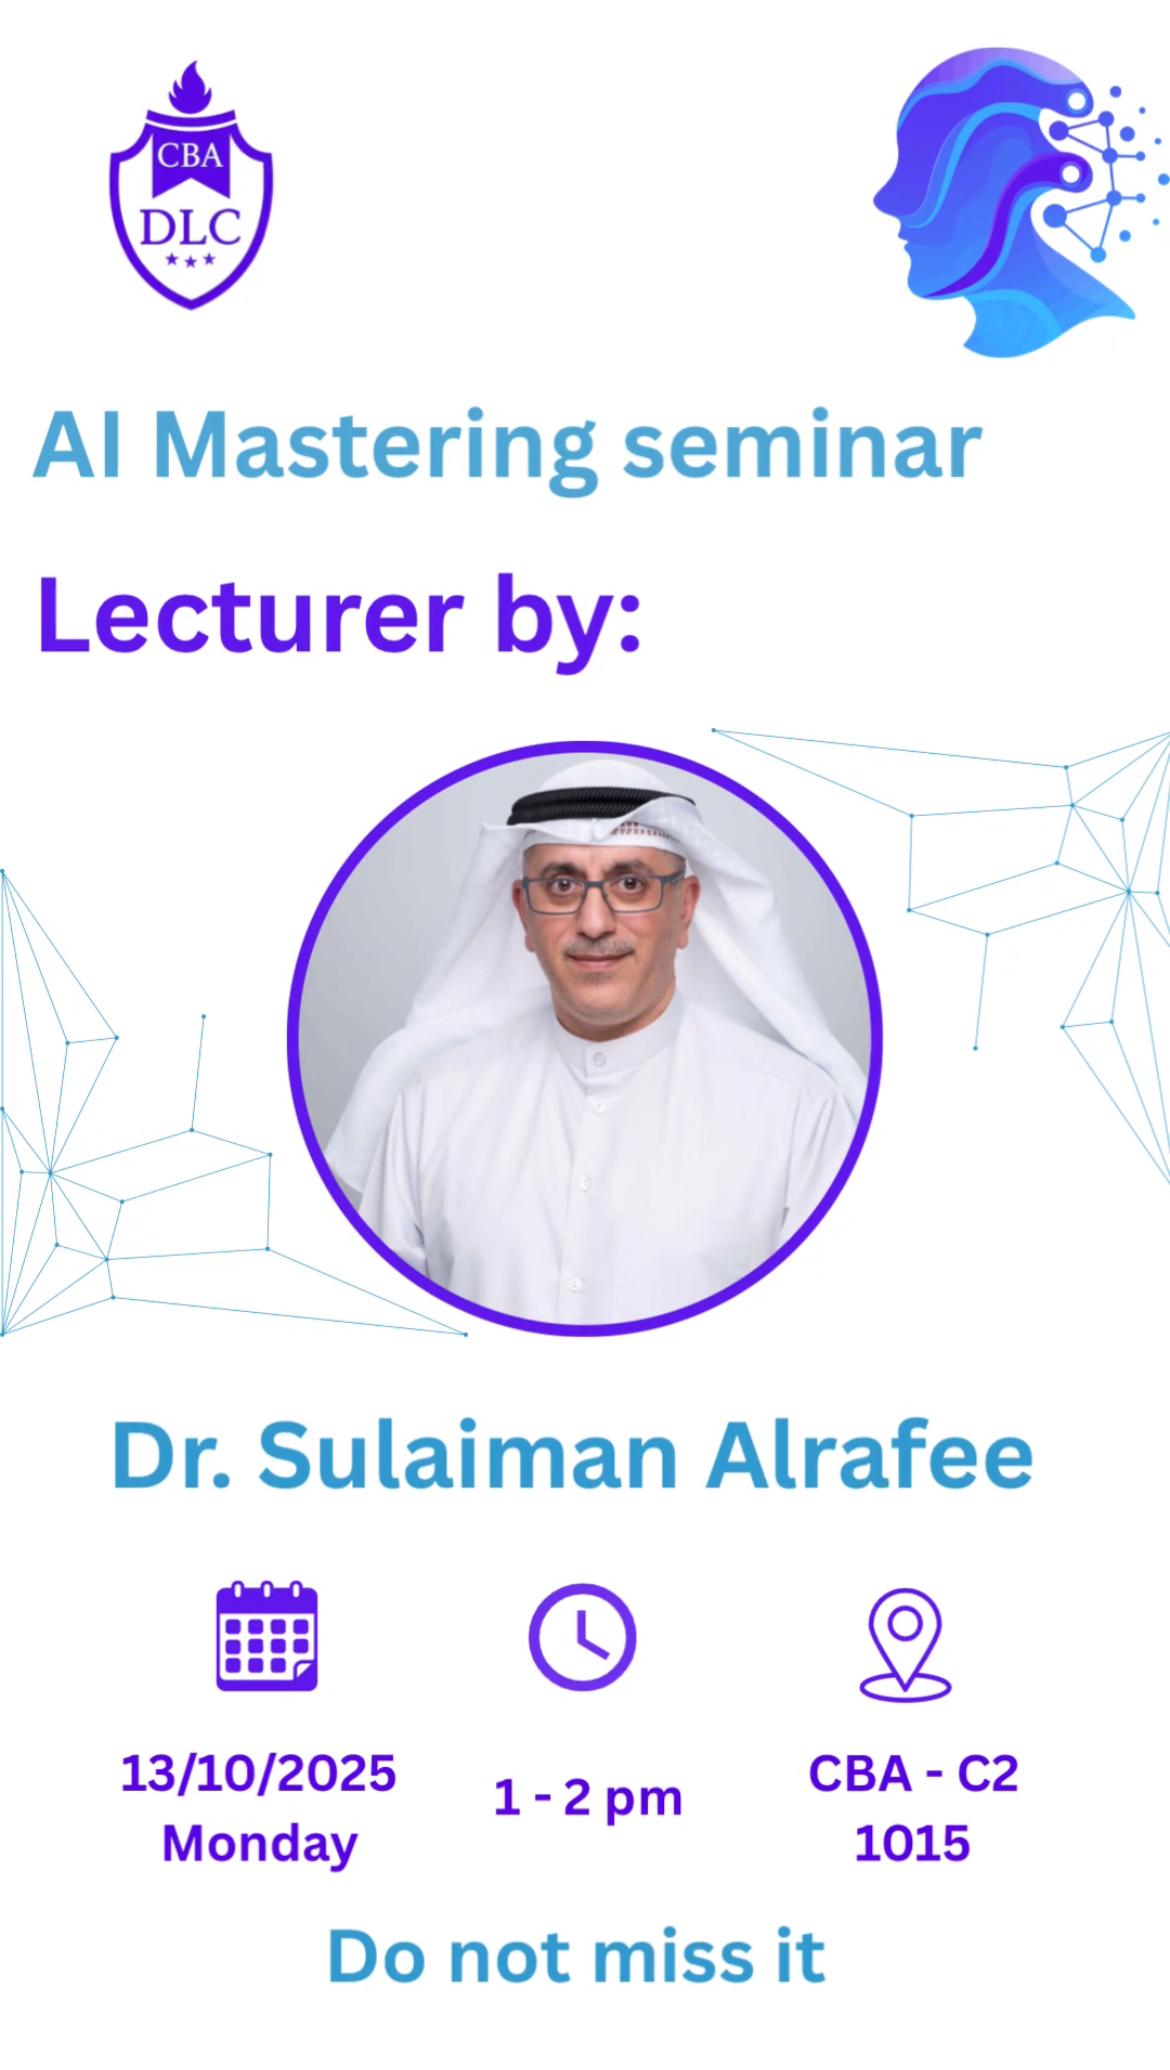 CBA
DLC
AI Mastering seminar
Lecturer by:
Dr. Sulaiman Alrafee
13/10/2025
Monday
1 - 2 pm
CBA - C2
1015
Do not miss it